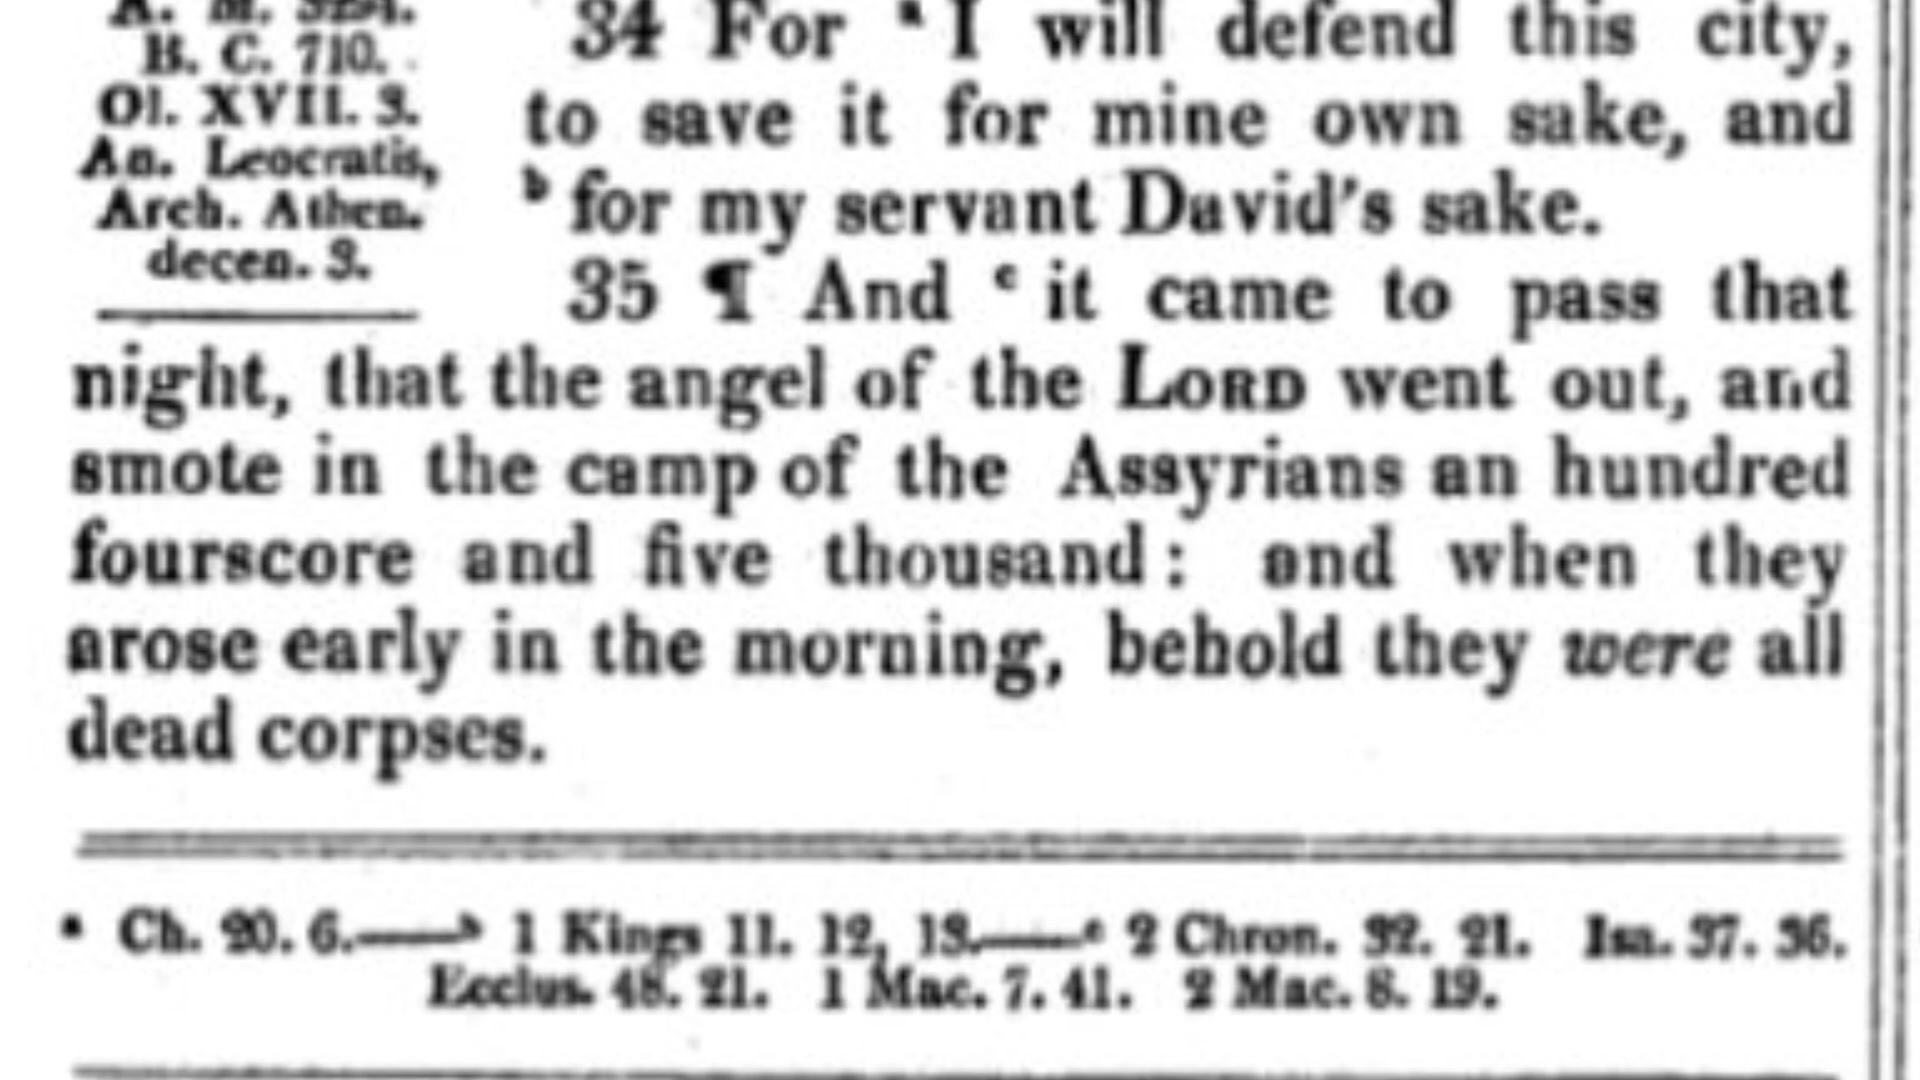 A. M. 3294.
B. C. 710.
Ol. XVII. 3.
An. Leocratis,
Arch. Athen.
decen. 3.
34 For a I will defend this city,
to save it for mine own sake, and
b for my servant David's sake.
35 ¶ And c it came to pass that
night, that the angel of the LORD went out, and
smote in the camp of the Assyrians an hundred
fourscore and five thousand: and when they
arose early in the morning, behold they were all
dead corpses.
a Ch. 20. 6.——b 1 Kings 11. 12, 13.——c 2 Chron. 32. 21. Isa. 37. 36.
Ecclus. 48. 21. 1 Mac. 7. 41. 2 Mac. 8. 19.